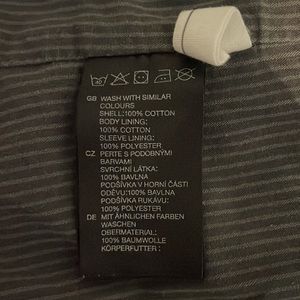 40
GB WASH WITH SIMILAR
COLOURS
SHELL:100% COTTON
BODY LINING:
100% COTTON
SLEEVE LINING:
100% POLYESTER
CZ PERTE S PODOBNÝMI
BARVAMI
SVRCHNÍ LÁTKA:
100% BAVLNA
PODŠÍVKA V HORNÍ ČÁSTI
ODĚVU:100% BAVLNA
PODŠÍVKA RUKÁVU:
100% POLYESTER
DE MIT ÄHNLICHEN FARBEN
WASCHEN
OBERMATERIAL:
100% BAUMWOLLE
KÖRPERFUTTER: